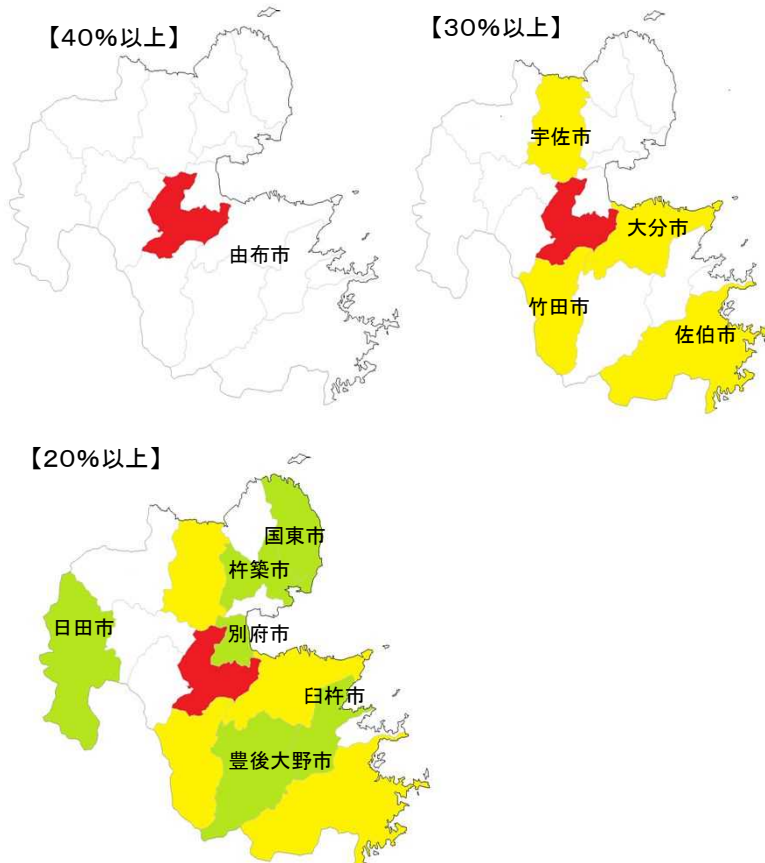 【40%以上】
由布市
【30%以上】
宇佐市
大分市
竹田市
佐伯市
【20%以上】
国東市
杵築市
日田市
別府市
臼杵市
豊後大野市